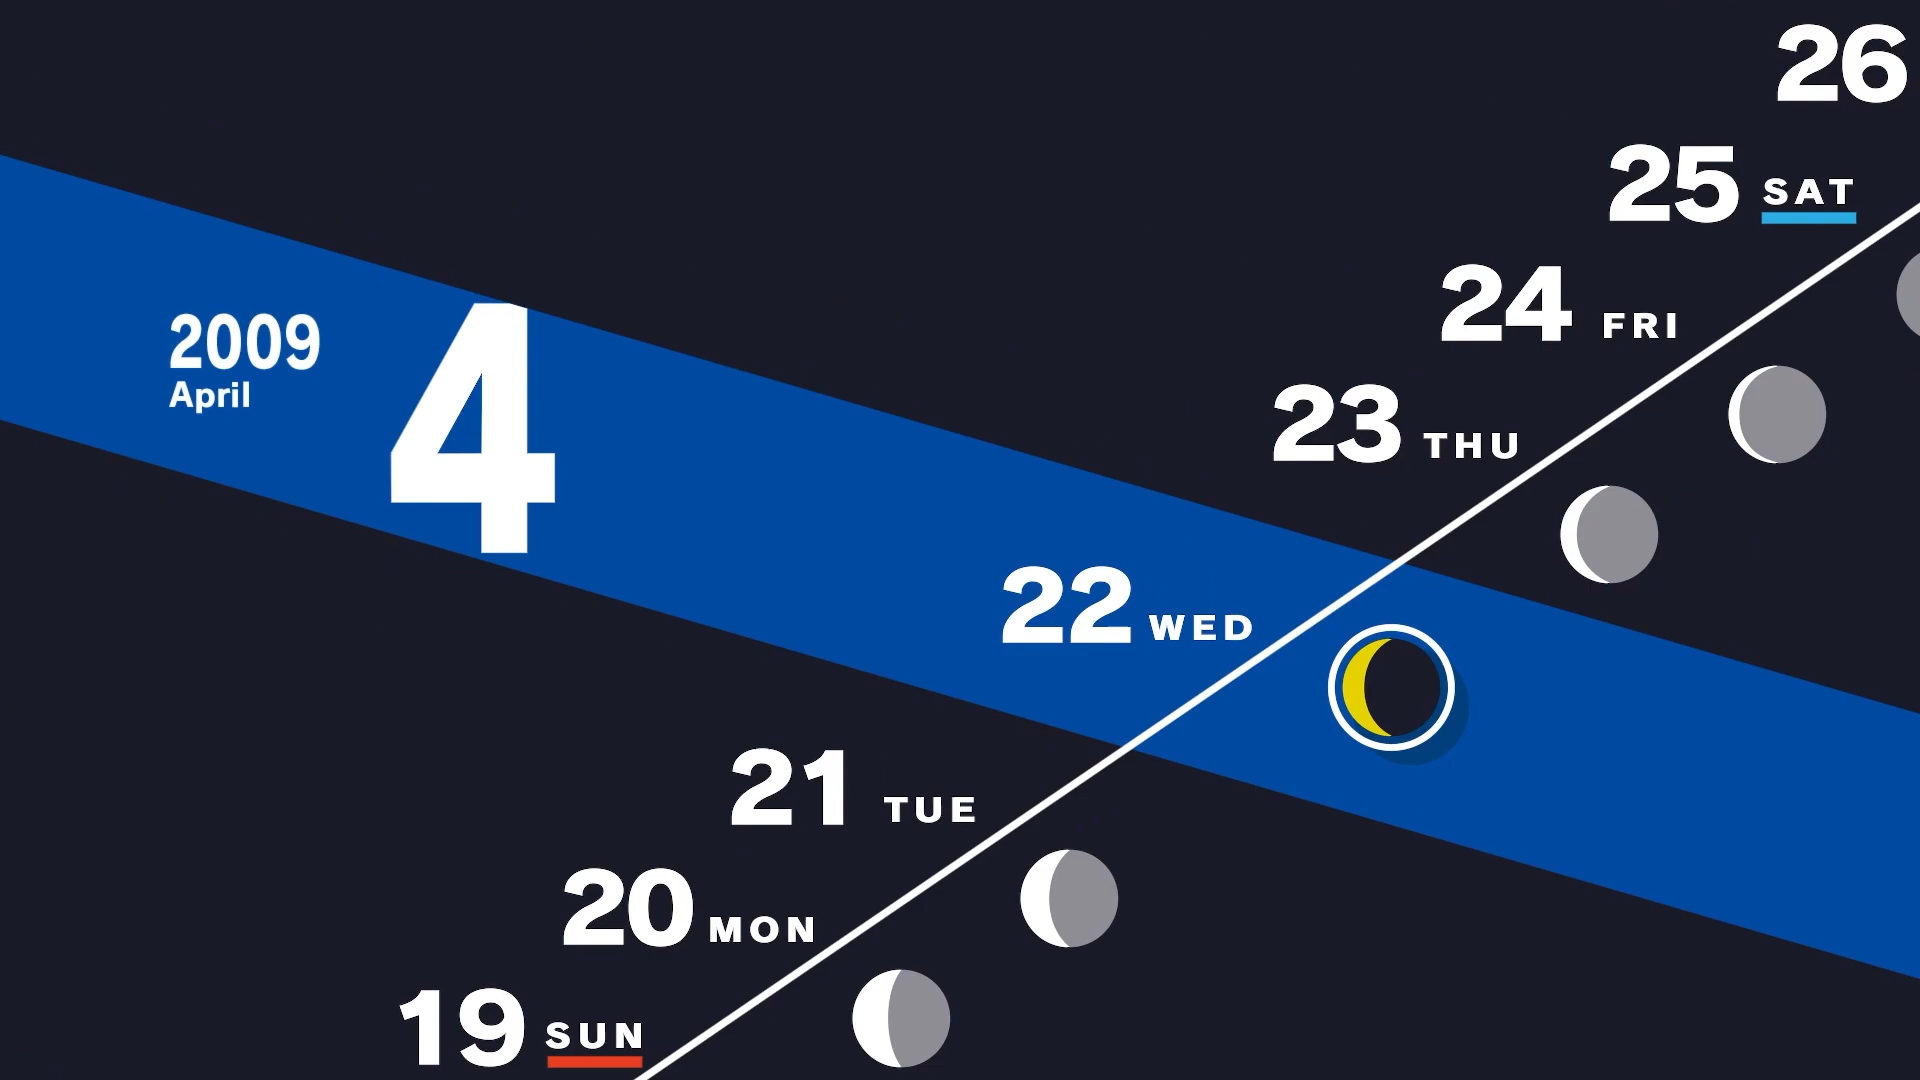 26
25 SAT
24 FRI
2009
April
4
23 THU
22 WED
21 TUE
20 MON
19 SUN